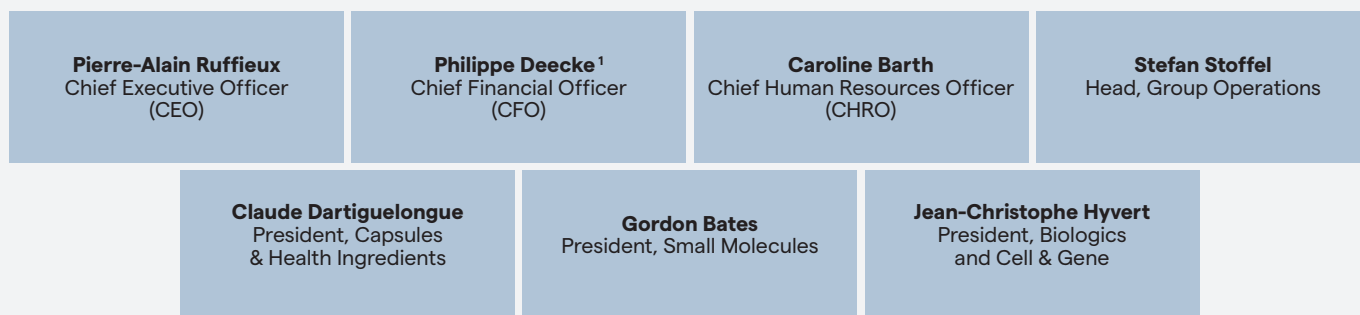 Pierre-Alain Ruffieux
Chief Executive Officer
(CEO)
Philippe Deecke ¹
Chief Financial Officer
(CFO)
Caroline Barth
Chief Human Resources Officer
(CHRO)
Stefan Stoffel
Head, Group Operations
Claude Dartiguelongue
President, Capsules
& Health Ingredients
Gordon Bates
President, Small Molecules
Jean-Christophe Hyvert
President, Biologics
and Cell & Gene